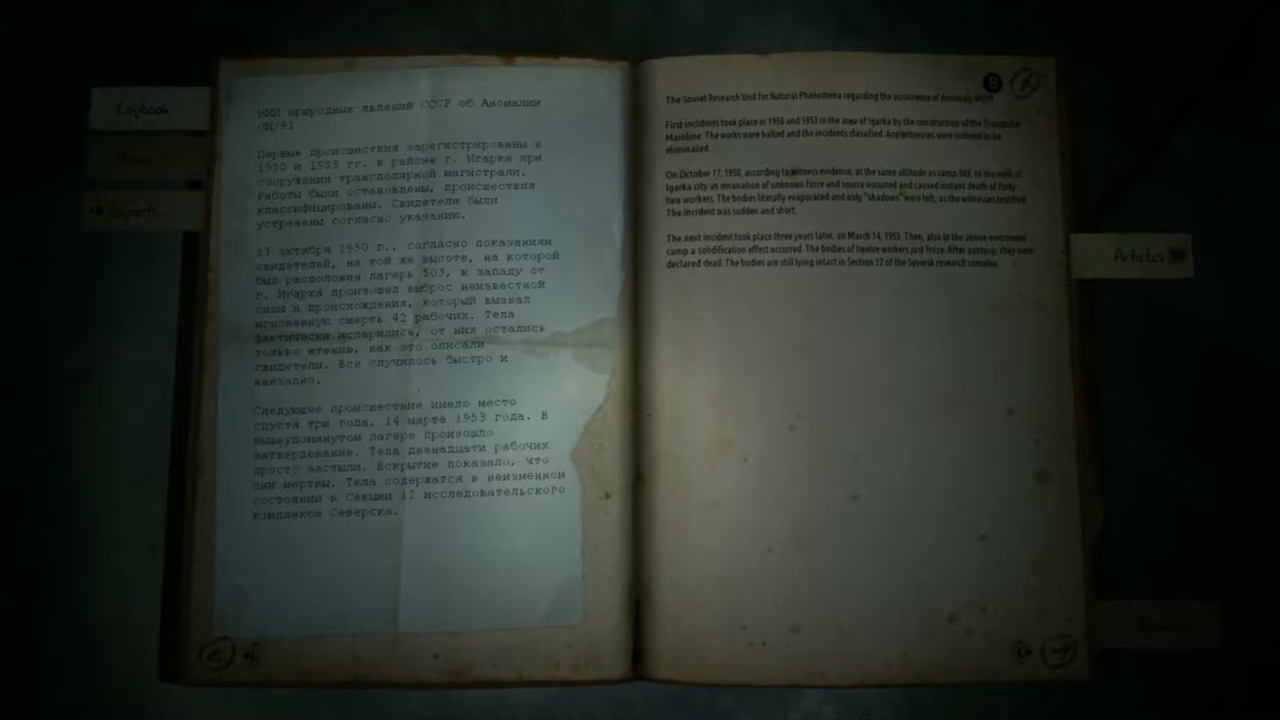 Logbook
НИИ природных явлений СССР об Аномалии
Первые происшествия зарегистрированы в
1950 и 1953 гг. в районе г. Игарка при
сооружении трансполярной магистрали.
Работы были остановлены, происшествия
классифицированы. Свидетели были
устранены согласно указанию.
17 октября 1950 г., согласно показаниям
свидетелей, на той же высоте, на которой
был расположен лагерь 503, к западу от
г. Игарка произошел выброс неизвестной
силы и происхождения, который вызвал
мгновенную смерть 42 рабочих. Тела
фактически испарились, от них остались
только «тени», как это описали
свидетели. Все случилось быстро и
внезапно.
Следующее происшествие имело место
спустя три года, 14 марта 1953 года. В
вышеупомянутом лагере произошло
затвердевание. Тела двенадцати рабочих
просто застыли. Вскрытие показало, что
они мертвы. Тела содержатся в неизменном
состоянии в Секции 12 исследовательского
комплекса Северска.
B
The Soviet Research Unit for Natural Phenomena regarding the occurrence of Anomaly
First incidents took place in 1950 and 1953 in the area of Igarka by the construction of the Transpolar
Mainline. The works were halted and the incidents classified. Any witnesses were ordered to be
eliminated.
On October 17, 1950, according to witness evidence, at the same altitude as camp 503, to the west of
Igarka city an emanation of unknown force and source occurred and caused instant death of forty-
two workers. The bodies literally evaporated and only "shadows" were left, as the witnesses testified.
The incident was sudden and short.
The next incident took place three years later, on March 14, 1953. Then, also in the above mentioned
camp a solidification effect occurred. The bodies of twelve workers just froze. After autopsy, they were
declared dead. The bodies are still lying intact in Section 12 of the Seversk research complex.
Articles